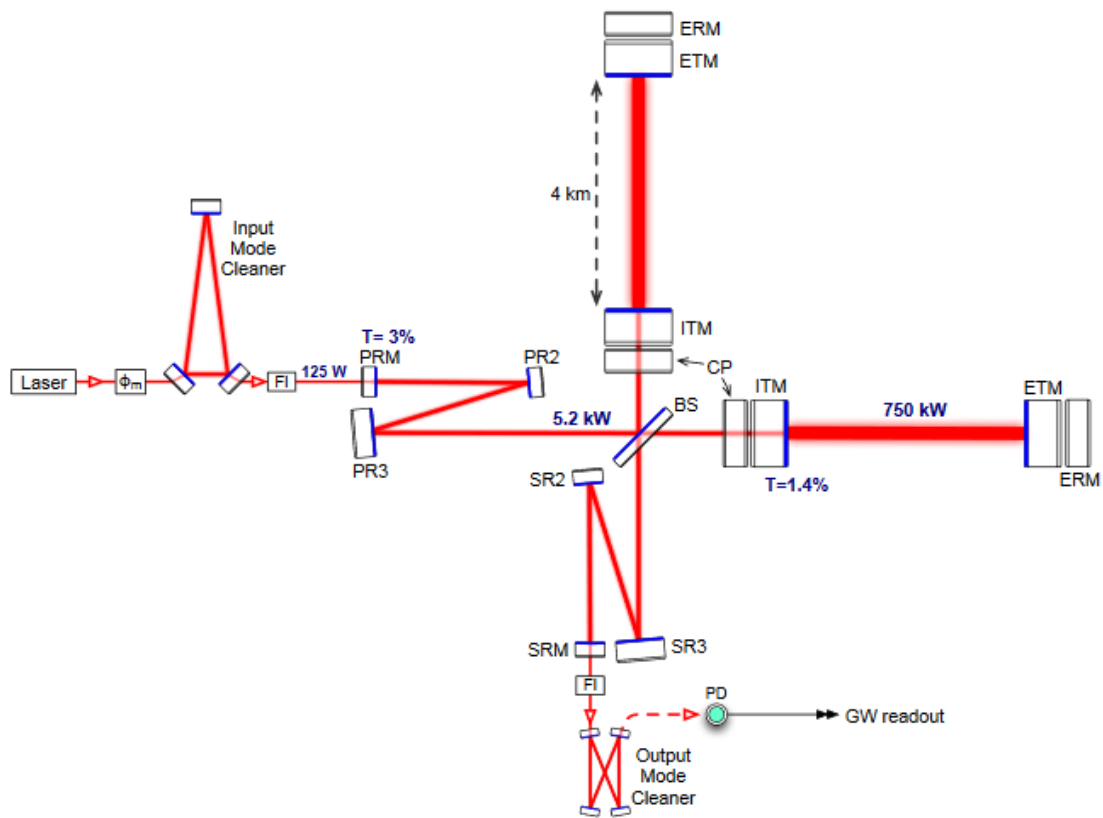 ERM
ETM
4 km
Input
Mode
Cleaner
ITM
T= 3%
PRM
PR2
CP
Laser
Φm
FI
125 W
ITM
ETM
BS
750 kW
5.2 kW
PR3
SR2
T=1.4%
ERM
SRM
SR3
FI
PD
GW readout
Output
Mode
Cleaner